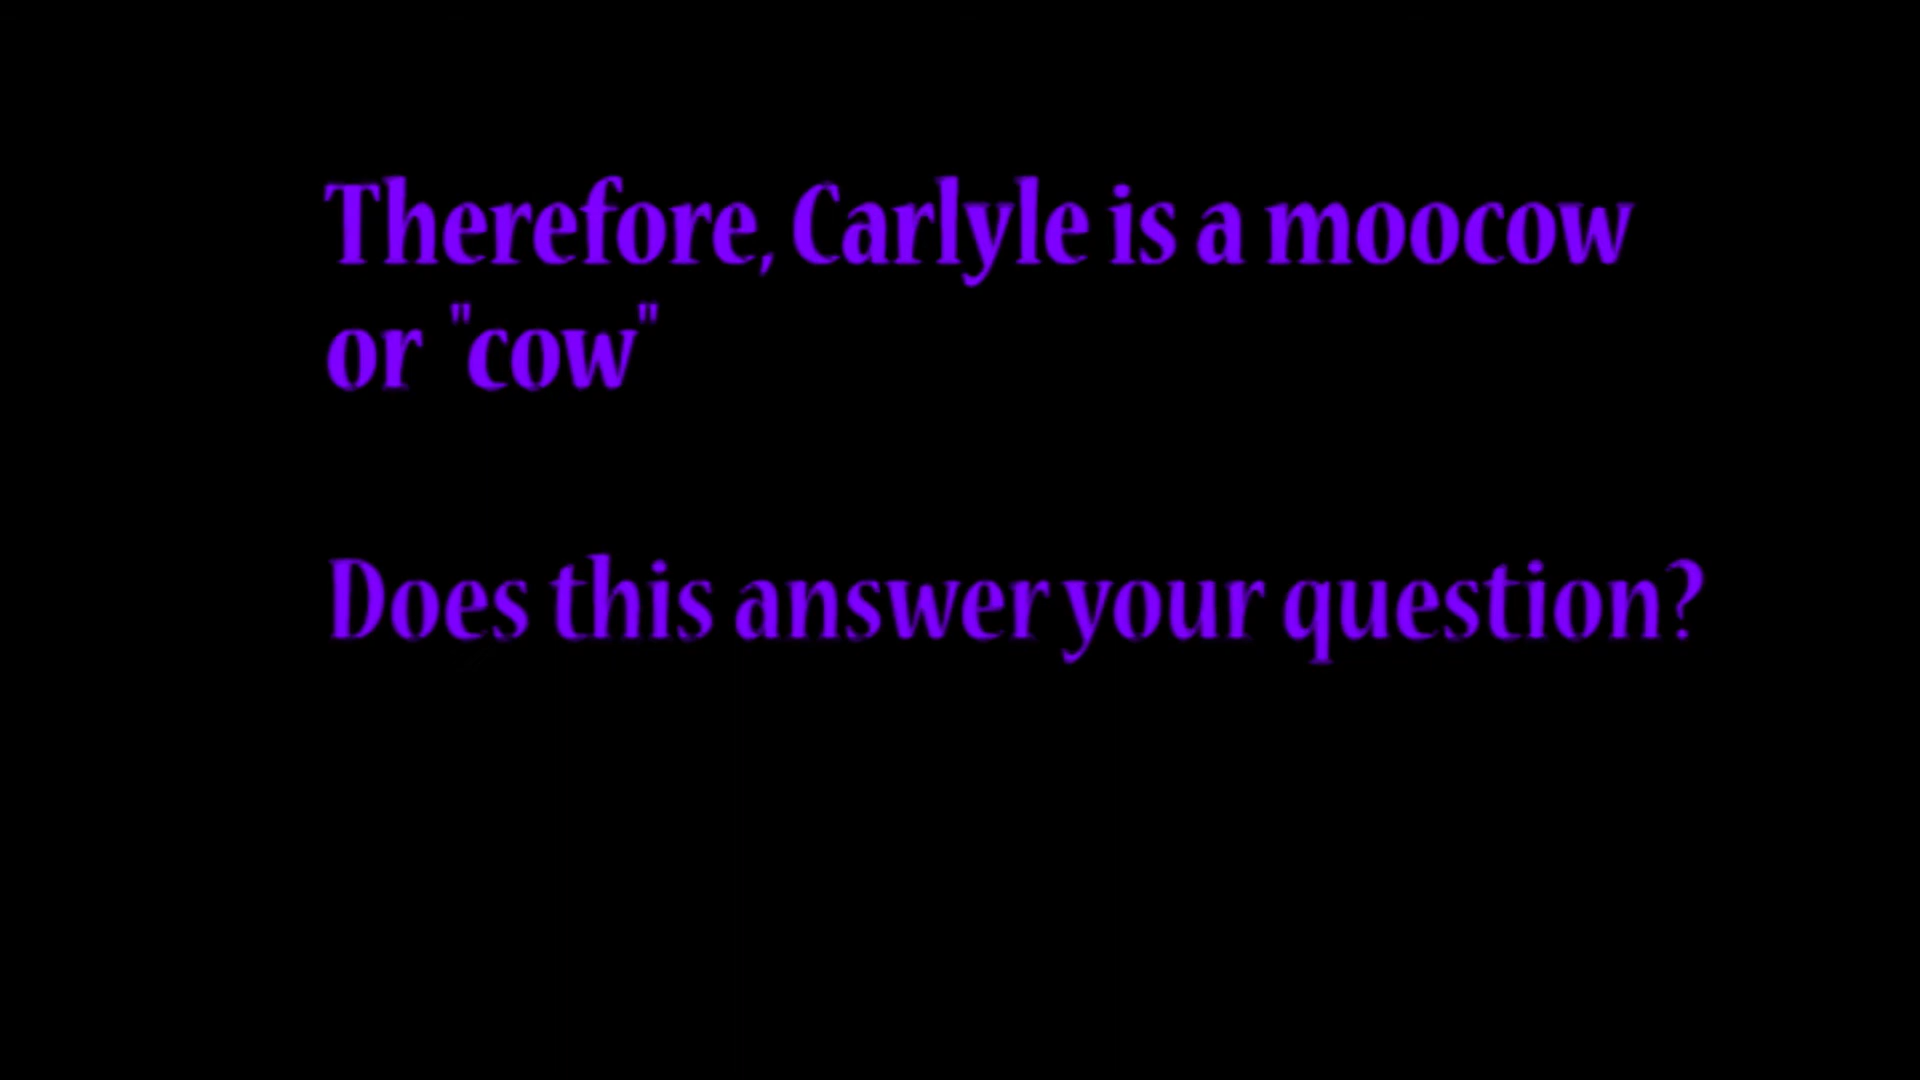 Therefore, Carlyle is a moocow
or "cow"
Does this answer your question?